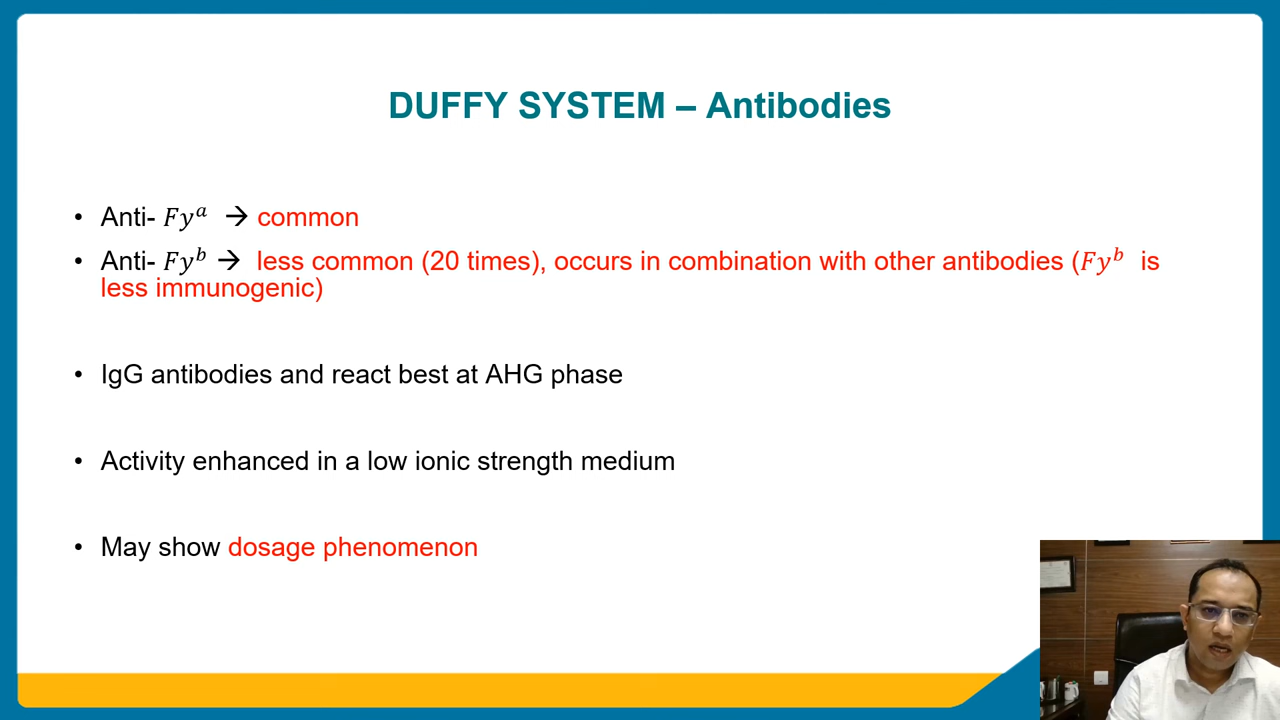 DUFFY SYSTEM – Antibodies
• Anti- Fyᵃ → common
• Anti- Fyᵇ → less common (20 times), occurs in combination with other antibodies (Fyᵇ is
less immunogenic)
• IgG antibodies and react best at AHG phase
• Activity enhanced in a low ionic strength medium
• May show dosage phenomenon